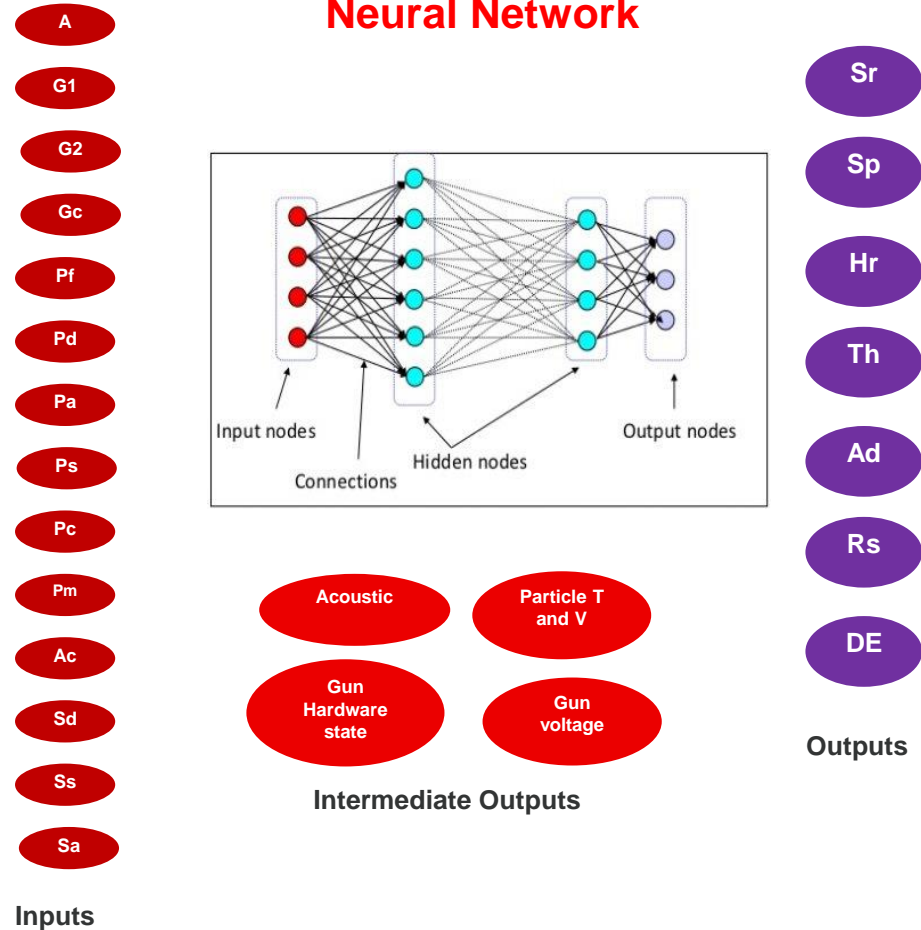 Neural Network
A
G1
G2
Gc
Pf
Pd
Pa
Ps
Pc
Pm
Ac
Sd
Ss
Sa
Inputs
Input nodes
Connections
Hidden nodes
Output nodes
Acoustic
Particle T
and V
Gun
Hardware
state
Gun
voltage
Intermediate Outputs
Sr
Sp
Hr
Th
Ad
Rs
DE
Outputs